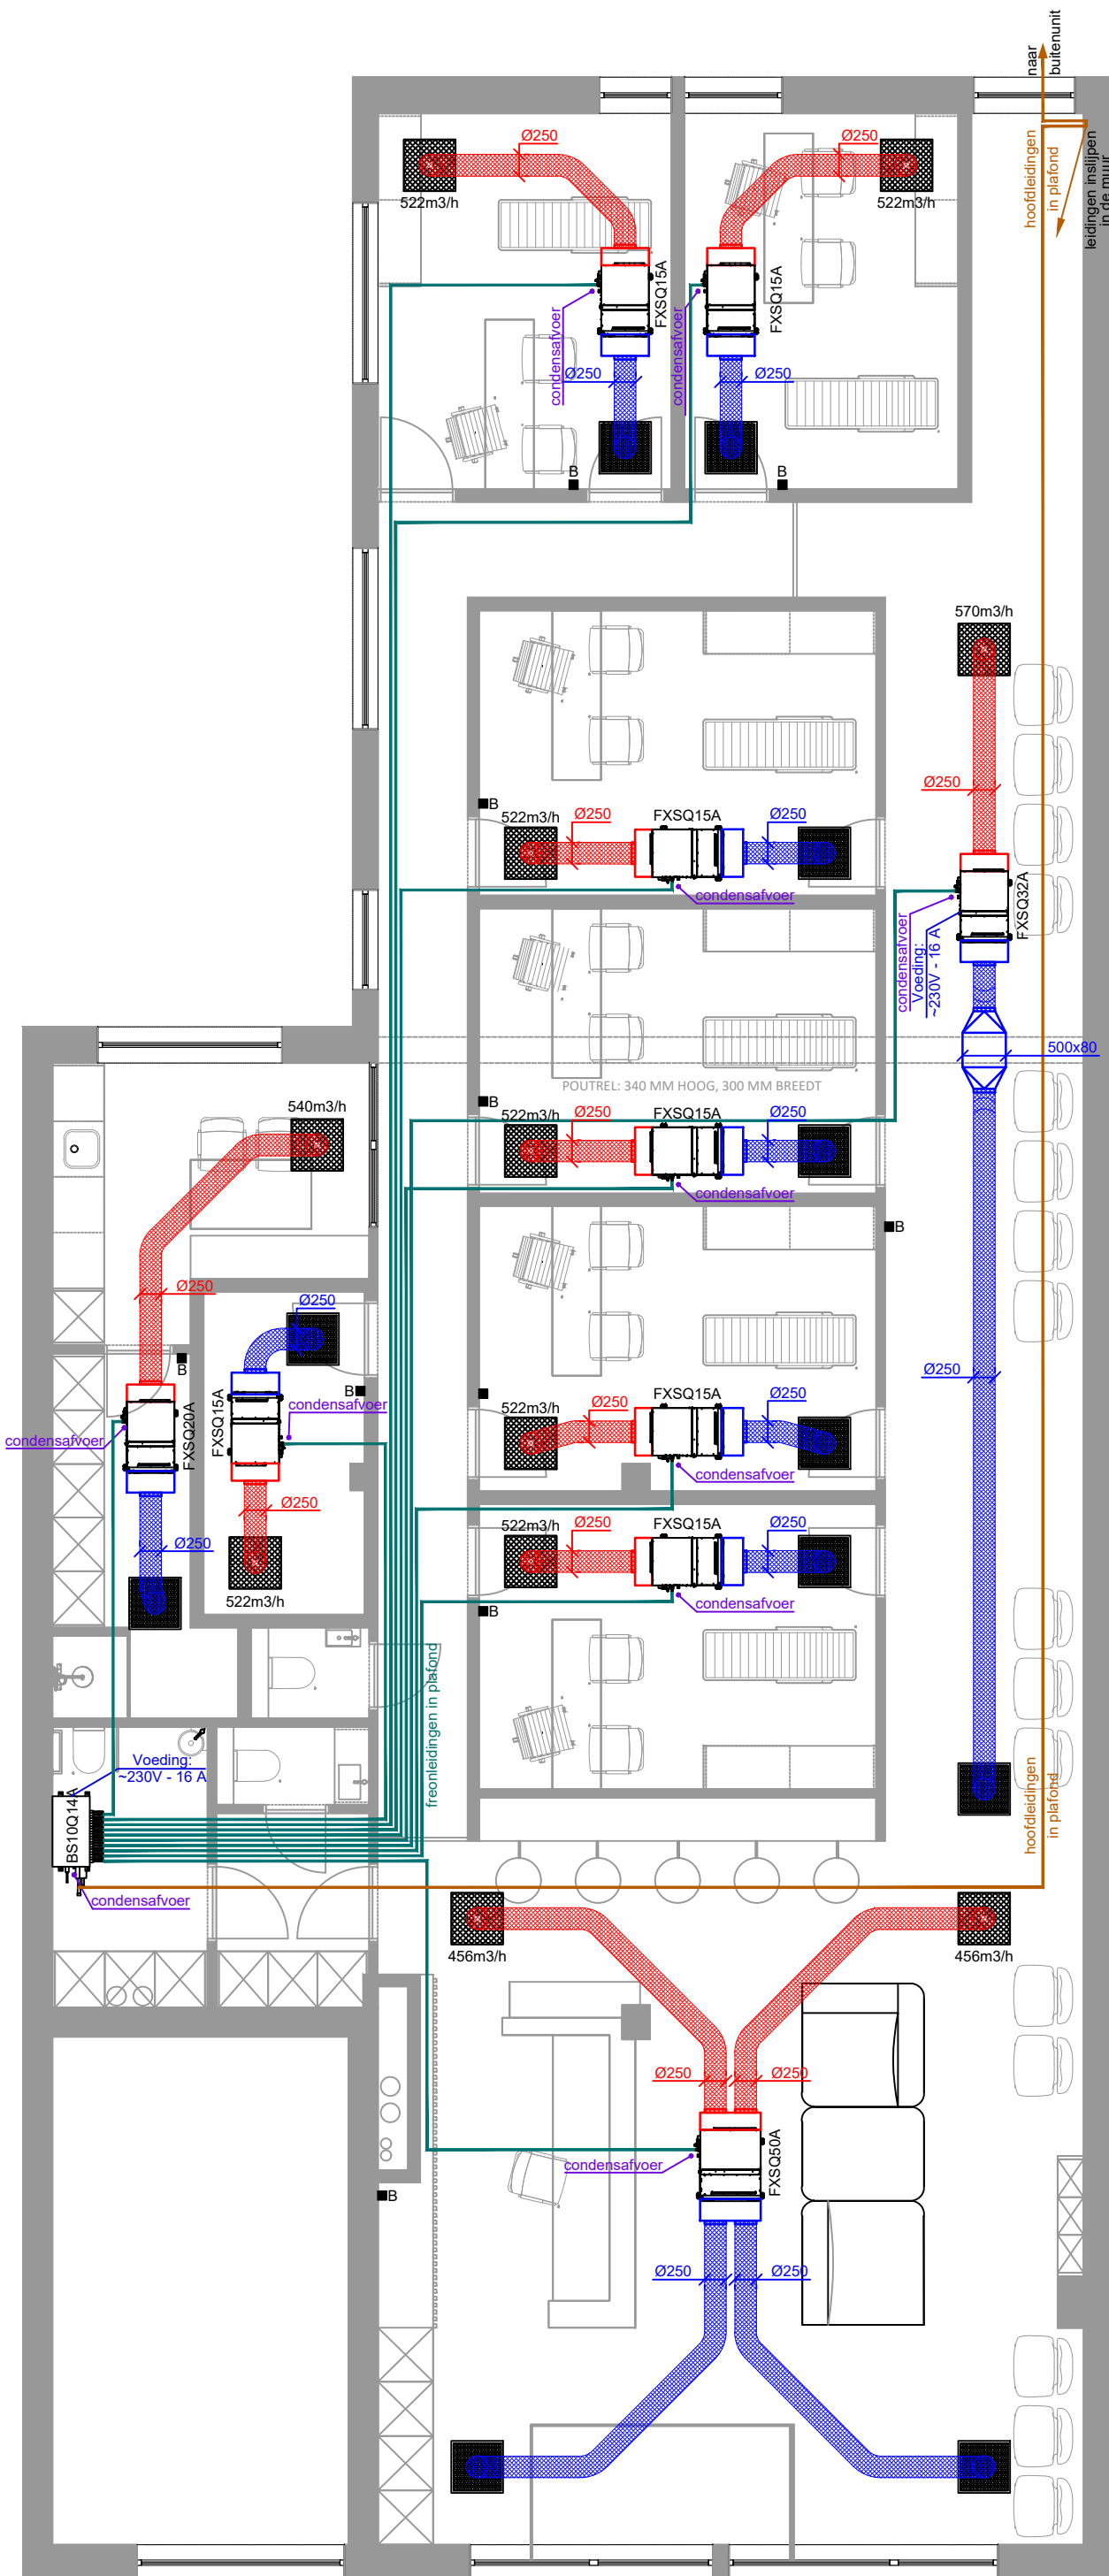 naar
buitenunit
hoofdleidingen
in plafond
leidingen inslijpen
in de muur
Ø250
Ø250
522m3/h
522m3/h
FXSQ15A
FXSQ15A
condensafvoer
condensafvoer
Ø250
Ø250
B
B
570m3/h
Ø250
B
522m3/h
Ø250
FXSQ15A
Ø250
condensafvoer
FXSQ32A
condensafvoer
Voeding:
~230V - 16 A
500x80
POUTREL: 340 MM HOOG, 300 MM BREEDT
B
522m3/h
Ø250
FXSQ15A
Ø250
condensafvoer
540m3/h
B
Ø250
Ø250
B
B
FXSQ20A
FXSQ15A
condensafvoer
condensafvoer
Ø250
Ø250
522m3/h
Ø250
522m3/h
Ø250
FXSQ15A
Ø250
condensafvoer
522m3/h
Ø250
FXSQ15A
Ø250
condensafvoer
B
freonleidingen in plafond
Voeding:
~230V - 16 A
BS10Q14A
condensafvoer
hoofdleidingen
in plafond
456m3/h
456m3/h
Ø250
Ø250
FXSQ50A
condensafvoer
B
Ø250
Ø250